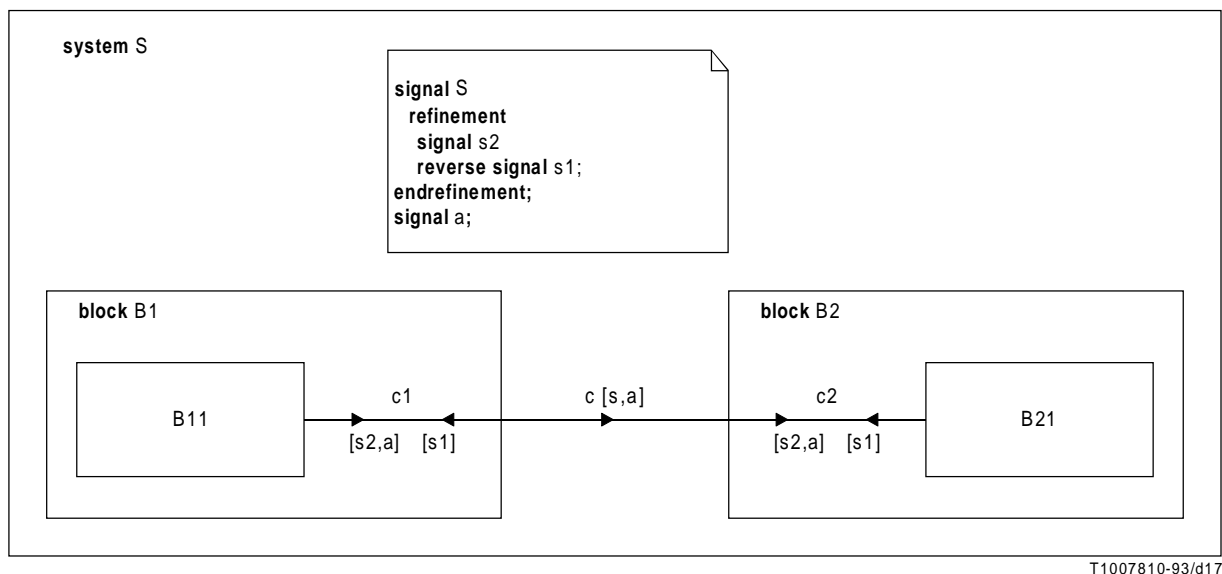 system S
signal S
refinement
signal s2
reverse signal s1;
endrefinement;
signal a;
block B1
block B2
B11
c1
[s2,a] [s1]
c [s,a]
c2
[s2,a] [s1]
B21
T1007810-93/d17